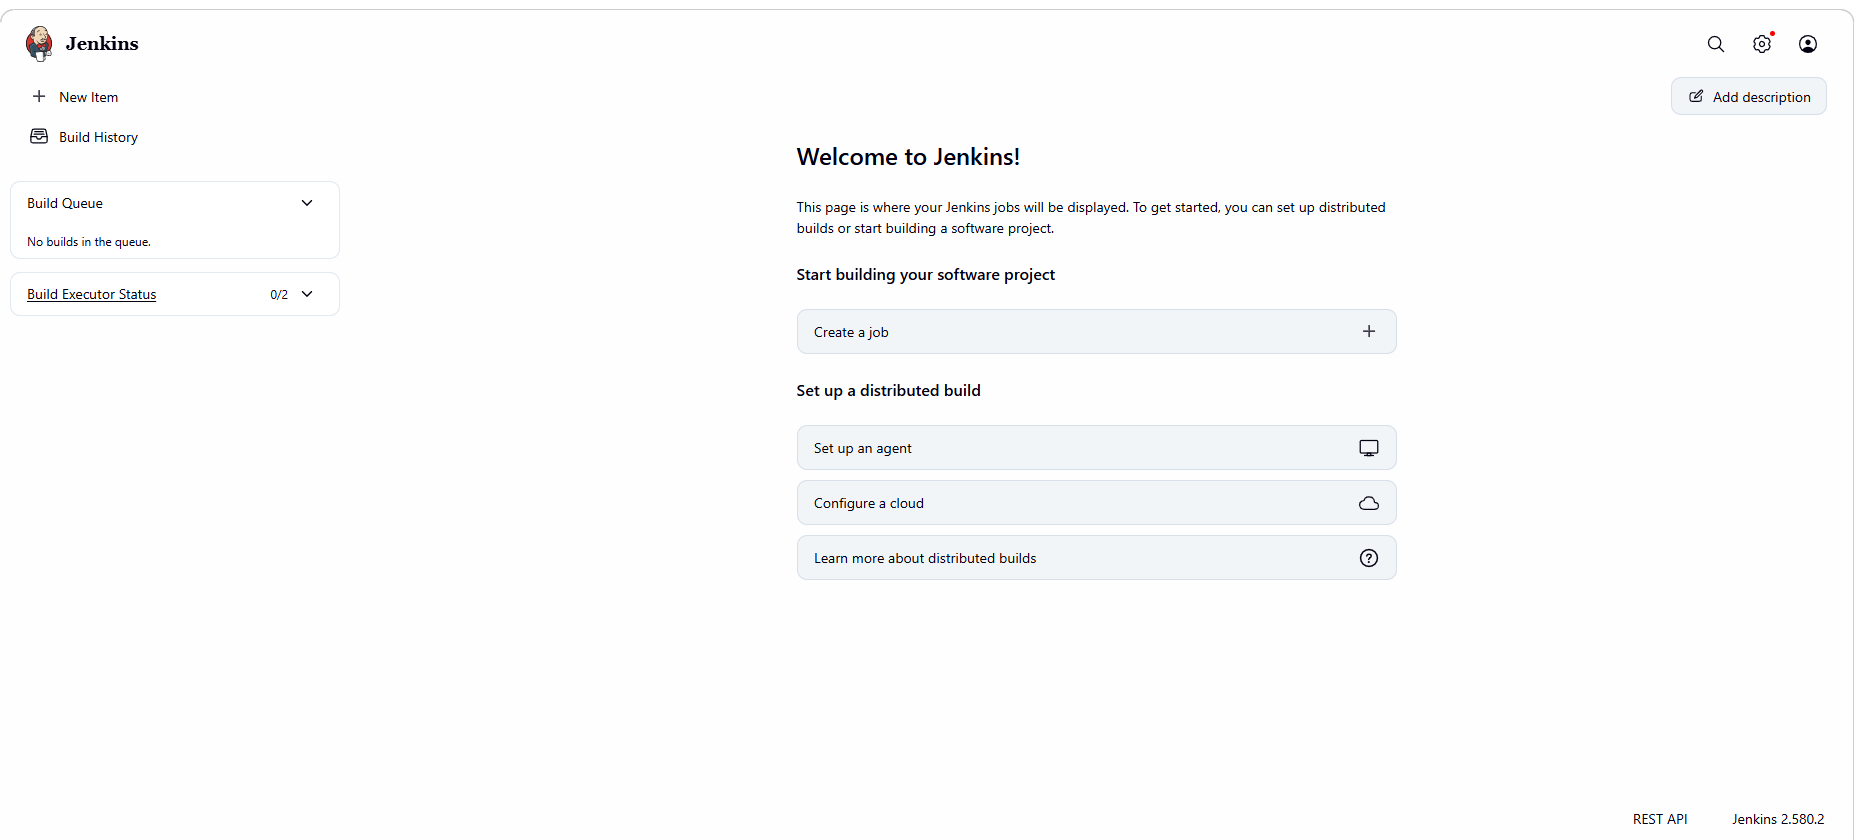 Jenkins
New Item
Add description
Build History
Build Queue
No builds in the queue.
Build Executor Status 0/2
Welcome to Jenkins!
This page is where your Jenkins jobs will be displayed. To get started, you can set up distributed
builds or start building a software project.
Start building your software project
Create a job
Set up a distributed build
Set up an agent
Configure a cloud
Learn more about distributed builds
REST API
Jenkins 2.580.2